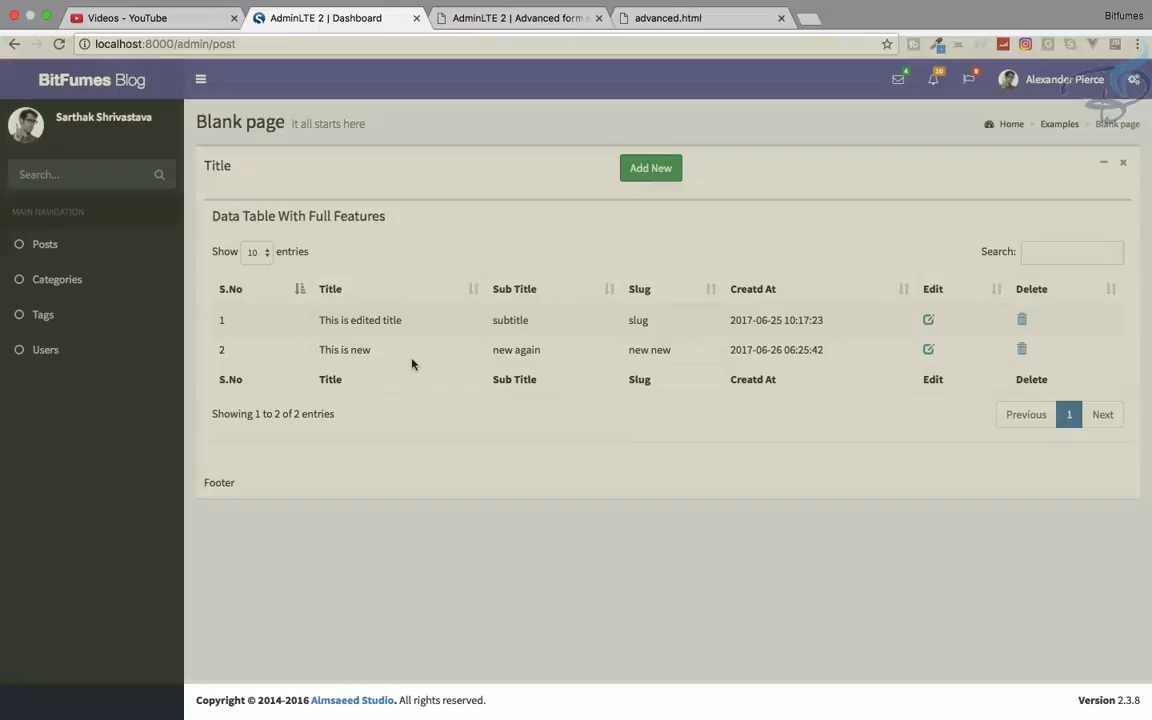 Videos - YouTube
AdminLTE 2 | Dashboard
AdminLTE 2 | Advanced form e
advanced.html
Bitfumes
localhost:8000/admin/post
BitFumes Blog
4
10
9
Alexander Pierce
Sarthak Shrivastava
Search...
MAIN NAVIGATION
Posts
Categories
Tags
Users
Blank page It all starts here
Home > Examples > Blank page
Title
Add New
Data Table With Full Features
Show 10 entries
Search:
S.No Title Sub Title Slug Creatd At Edit Delete
1 This is edited title subtitle slug 2017-06-25 10:17:23
2 This is new new again new new 2017-06-26 06:25:42
S.No Title Sub Title Slug Creatd At Edit Delete
Showing 1 to 2 of 2 entries
Previous 1 Next
Footer
Copyright © 2014-2016 Almsaeed Studio. All rights reserved.
Version 2.3.8